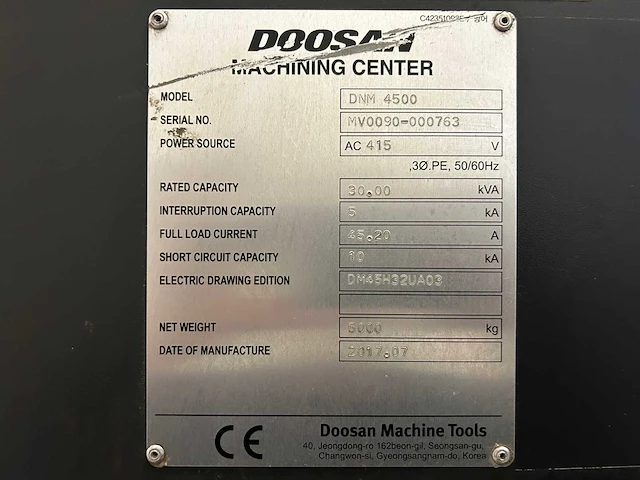 DOOSAN
MACHINING CENTER
MODEL DNM 4500
SERIAL NO. MV0090-000763
POWER SOURCE AC 415 V
,3Ø.PE, 50/60Hz
RATED CAPACITY 30.00 kVA
INTERRUPTION CAPACITY 5 kA
FULL LOAD CURRENT 45.20 A
SHORT CIRCUIT CAPACITY 10 kA
ELECTRIC DRAWING EDITION DM45H32UA03
NET WEIGHT 5000 kg
DATE OF MANUFACTURE 2017.07
CE Doosan Machine Tools
40, Jeongdong-ro 162beon-gil, Seongsan-gu,
Changwon-si, Gyeongsangnam-do, Korea